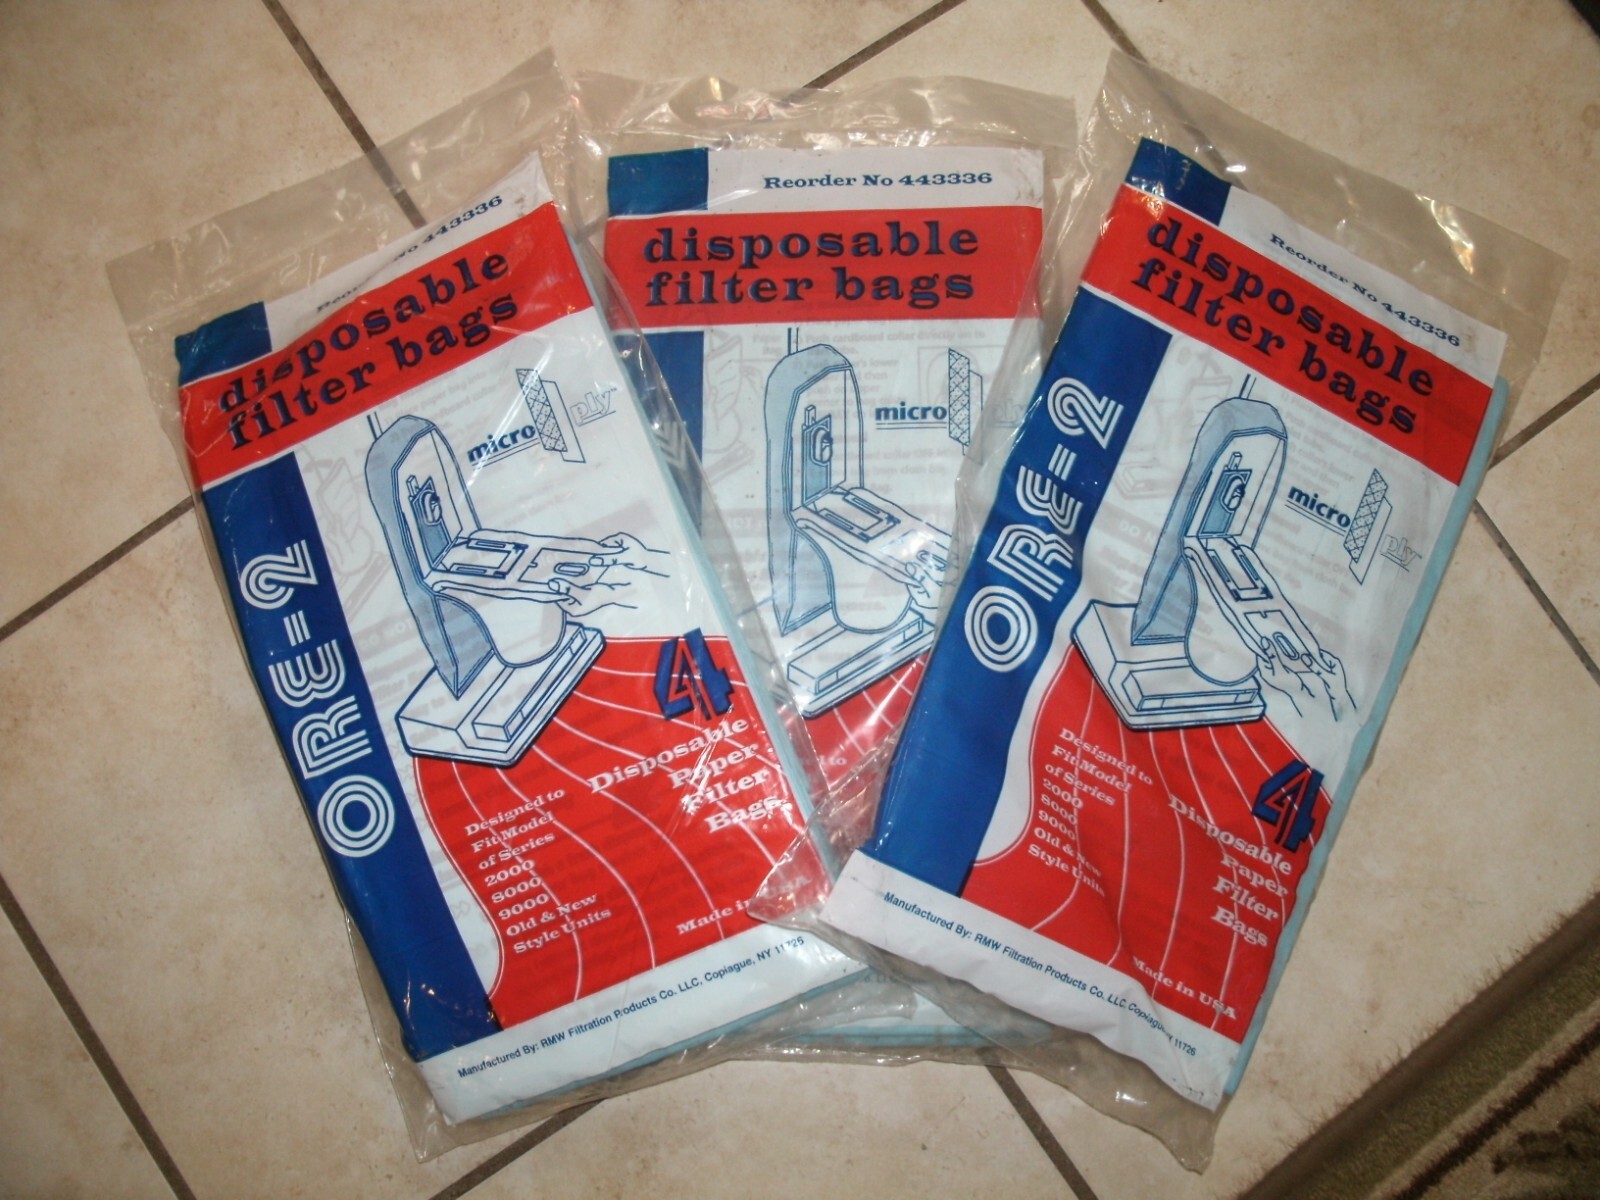 No 443336
disposable
filter bags
micro
ply
ORE-2
4
Disposable
Paper
Filter
Bags
Designed to
Fit Model
of Series
2000
8000
9000
Old & New
Style Units
Made in USA
Manufactured By: RMW Filtration Products Co. LLC, Copiague, NY 11726
Reorder No 443336
disposable
filter bags
micro
Reorder No 443336
disposable
filter bags
micro
ply
ORE-2
4
Disposable
Paper
Filter
Bags
Designed to
Fit Model
of Series
2000
8000
9000
Old & New
Style Units
Made in USA
Manufactured By: RMW Filtration Products Co. LLC, Copiague, NY 11726